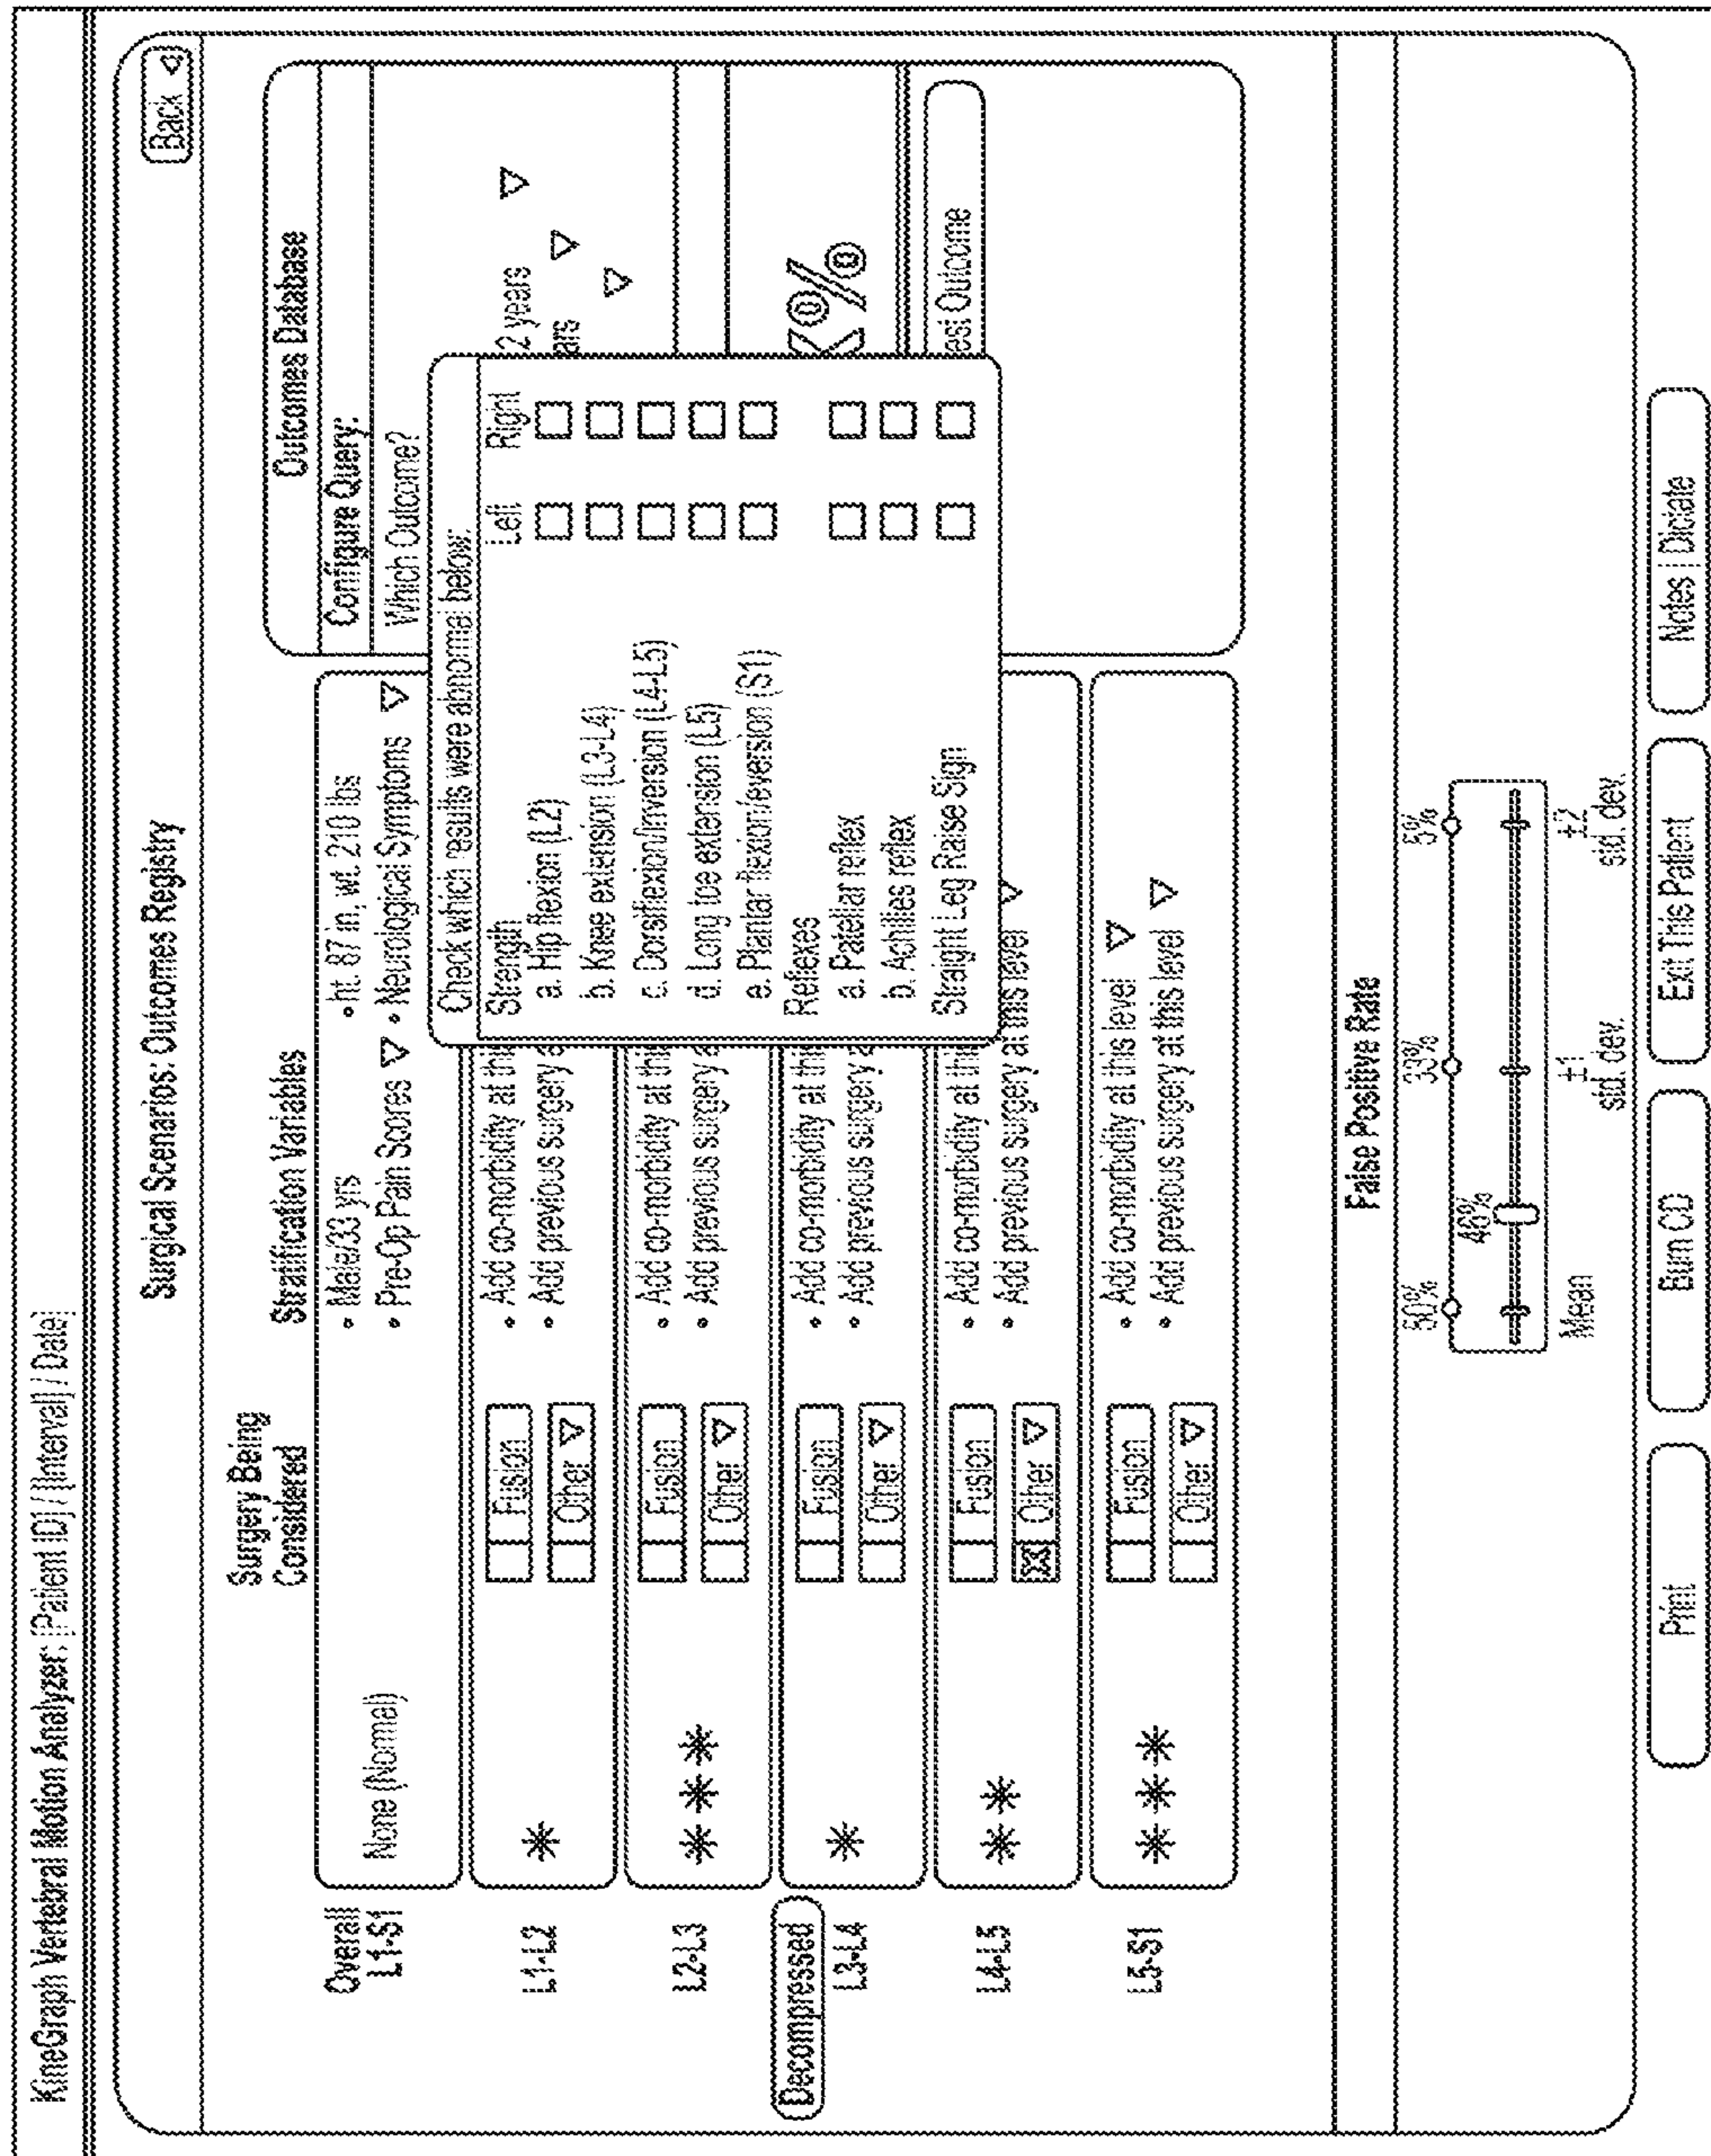 KineGraph Vertebral Motion Analyzer: [Patient ID] / [Interval] / Date]
Surgical Scenarios: Outcomes Registry
Back
Surgery Being
Considered
Stratification Variables
Outcomes Database
Configure Query:
Which Outcome?
2 years
ars
K%
est Outcome
Overall
L1-S1
None (Normal)
• Male/33 yrs
• ht. 87 in, wt. 210 lbs
• Pre-Op Pain Scores
• Neurological Symptoms
L1-L2
*
Fusion
Other
• Add co-morbidity at this
• Add previous surgery a
L2-L3
* * *
Fusion
Other
• Add co-morbidity at this
• Add previous surgery a
Decompressed
L3-L4
*
Fusion
Other
• Add co-morbidity at this
• Add previous surgery a
L4-L5
* *
Fusion
Other
• Add co-morbidity at this
• Add previous surgery at this level
L5-S1
* * *
Fusion
Other
• Add co-morbidity at this level
• Add previous surgery at this level
Check which results were abnormal below:
Left Right
Strength
a. Hip flexion (L2)
b. Knee extension (L3-L4)
c. Dorsiflexion/inversion (L4-L5)
d. Long toe extension (L5)
e. Plantar flexion/eversion (S1)
Reflexes
a. Patellar reflex
b. Achilles reflex
Straight Leg Raise Sign
False Positive Rate
50% 33% 5%
46%
Mean
±1
std. dev.
±2
std. dev.
Print
Burn CD
Exit This Patient
Notes | Dictate